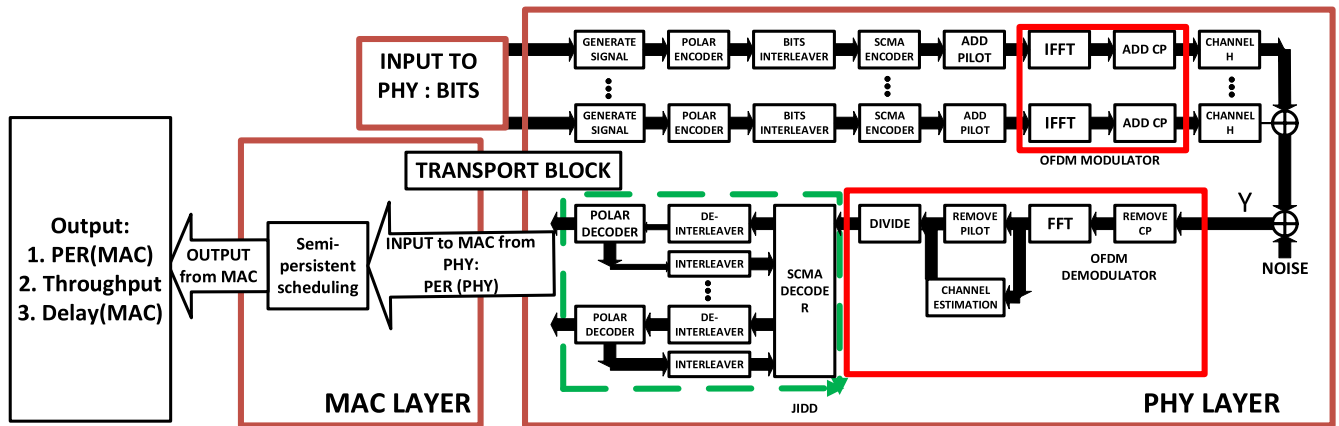 INPUT TO
PHY : BITS
GENERATE
SIGNAL
POLAR
ENCODER
BITS
INTERLEAVER
SCMA
ENCODER
ADD
PILOT
IFFT
ADD CP
CHANNEL
H
GENERATE
SIGNAL
POLAR
ENCODER
BITS
INTERLEAVER
SCMA
ENCODER
ADD
PILOT
IFFT
ADD CP
CHANNEL
H
OFDM MODULATOR
TRANSPORT BLOCK
Output:
1. PER(MAC)
2. Throughput
3. Delay(MAC)
OUTPUT
from MAC
Semi-
persistent
scheduling
INPUT to MAC from
PHY:
PER (PHY)
POLAR
DECODER
DE-
INTERLEAVER
INTERLEAVER
POLAR
DECODER
DE-
INTERLEAVER
INTERLEAVER
SCMA
DECODE
R
DIVIDE
REMOVE
PILOT
FFT
REMOVE
CP
Y
CHANNEL
ESTIMATION
OFDM
DEMODULATOR
NOISE
JIDD
MAC LAYER
PHY LAYER